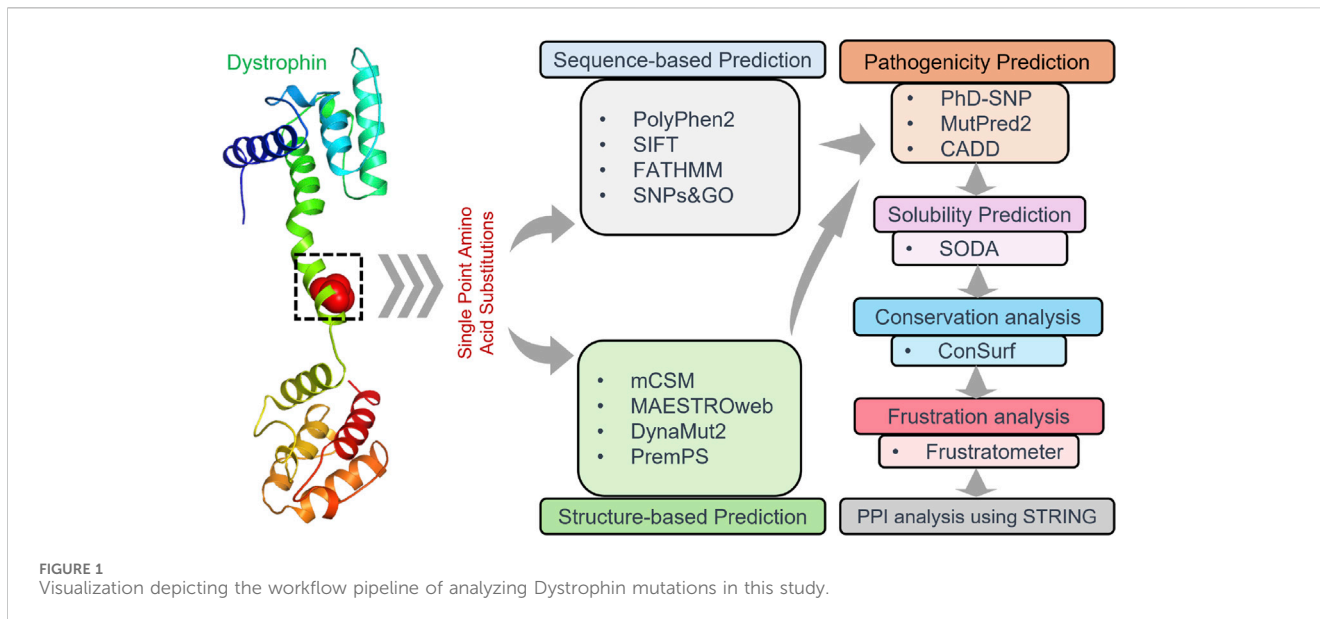 Dystrophin
Single Point Amino
Acid Substitutions
Sequence-based Prediction
• PolyPhen2
• SIFT
• FATHMM
• SNPs&GO
• mCSM
• MAESTROweb
• DynaMut2
• PremPS
Structure-based Prediction
Pathogenicity Prediction
• PhD-SNP
• MutPred2
• CADD
Solubility Prediction
• SODA
Conservation analysis
• ConSurf
Frustration analysis
• Frustratometer
PPI analysis using STRING
FIGURE 1
Visualization depicting the workflow pipeline of analyzing Dystrophin mutations in this study.